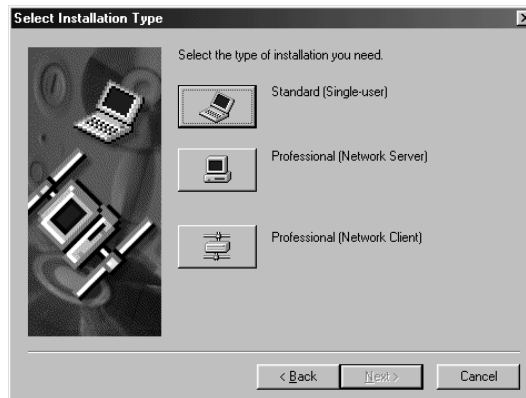 Select Installation Type
Select the type of installation you need.
Standard (Single-user)
Professional (Network Server)
Professional (Network Client)
< Back
Next >
Cancel